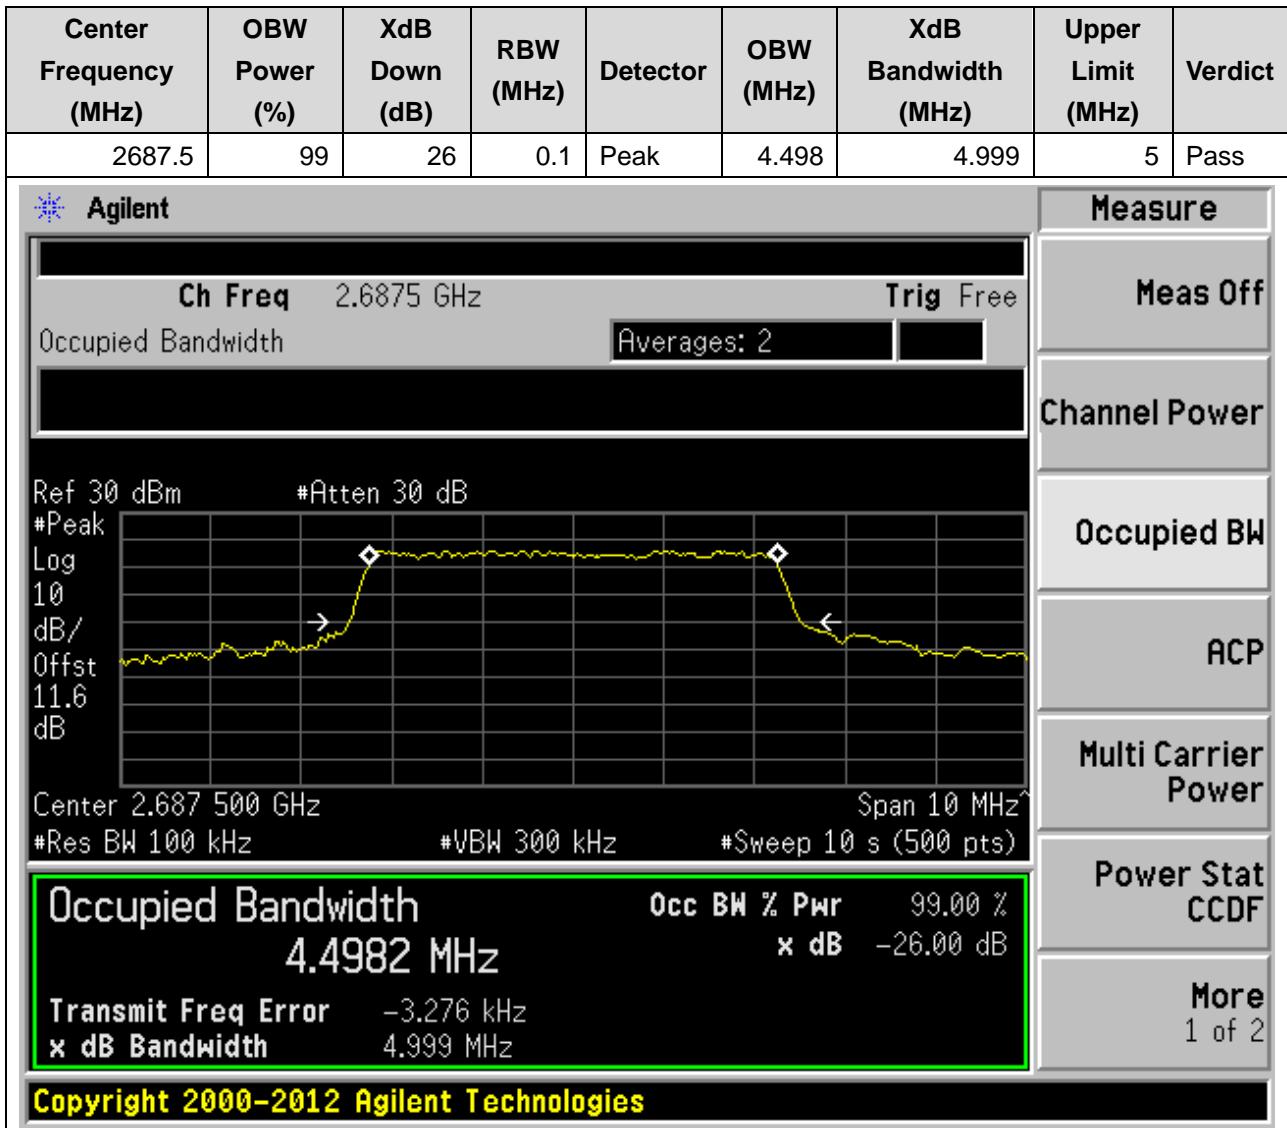 Center Frequency (MHz) OBW Power (%) XdB Down (dB) RBW (MHz) Detector OBW (MHz) XdB Bandwidth (MHz) Upper Limit (MHz) Verdict
2687.5 99 26 0.1 Peak 4.498 4.999 5 Pass
Agilent
Measure
Ch Freq 2.6875 GHz Trig Free
Meas Off
Occupied Bandwidth Averages: 2
Channel Power
Ref 30 dBm #Atten 30 dB
#Peak
Log
10
dB/
Offst
11.6
dB
Occupied BW
ACP
Multi Carrier
Power
Center 2.687 500 GHz Span 10 MHz^
#Res BW 100 kHz #VBW 300 kHz #Sweep 10 s (500 pts)
Power Stat
CCDF
Occupied Bandwidth Occ BW % Pwr 99.00 %
4.4982 MHz x dB -26.00 dB
Transmit Freq Error -3.276 kHz
x dB Bandwidth 4.999 MHz
More
1 of 2
Copyright 2000-2012 Agilent Technologies